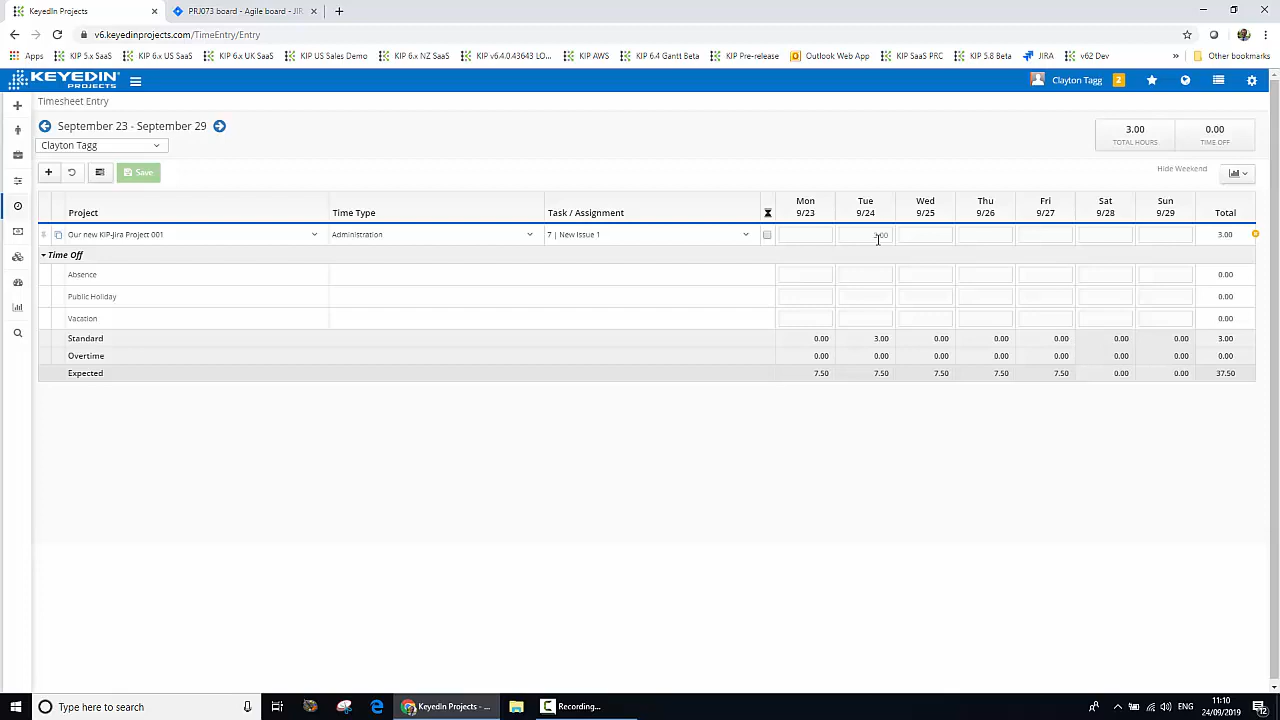 KeyedIn Projects
PRJ073 board - Agile board - JIR
v6.keyedinprojects.com/TimeEntry/Entry
Apps
KIP 5.x SaaS
KIP 6.x US SaaS
KIP 6.x UK SaaS
KIP US Sales Demo
KIP 6.x NZ SaaS
KIP v6.4.0.43643 LO...
KIP AWS
KIP 6.4 Gantt Beta
KIP Pre-release
Outlook Web App
KIP SaaS PRC
KIP 5.8 Beta
JIRA
v62 Dev
»
Other bookmarks
KEYEDIN
PROJECTS
Clayton Tagg
2
Timesheet Entry
September 23 - September 29
Clayton Tagg
3.00
TOTAL HOURS
0.00
TIME OFF
Save
Hide Weekend
Project
Time Type
Task / Assignment
Mon
9/23
Tue
9/24
Wed
9/25
Thu
9/26
Fri
9/27
Sat
9/28
Sun
9/29
Total
Our new KIP-Jira Project 001
Administration
7 | New Issue 1
3.00
3.00
Time Off
Absence
0.00
Public Holiday
0.00
Vacation
0.00
Standard
0.00 3.00 0.00 0.00 0.00 0.00 0.00 3.00
Overtime
0.00 0.00 0.00 0.00 0.00 0.00 0.00 0.00
Expected
7.50 7.50 7.50 7.50 7.50 0.00 0.00 37.50
Type here to search
KeyedIn Projects - ...
Recording...
ENG
11:10
24/09/2019
12